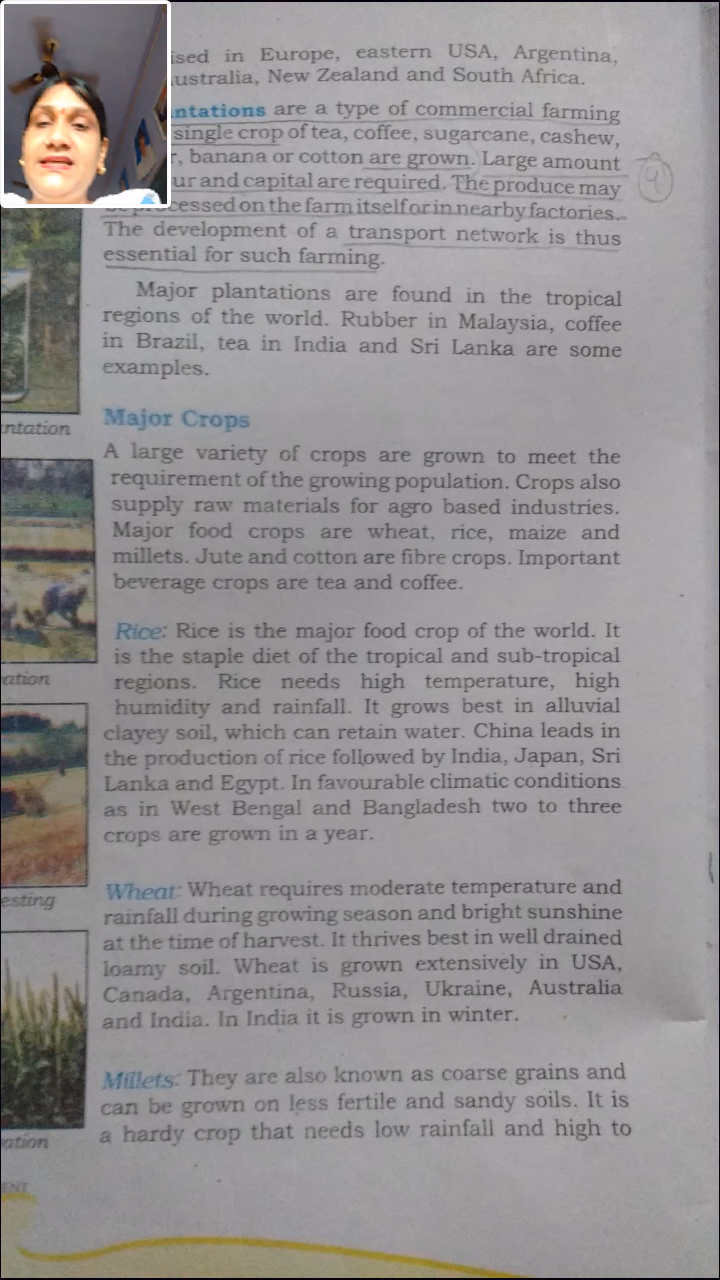 ised in Europe, eastern USA, Argentina,
ustralia, New Zealand and South Africa.
ntations are a type of commercial farming
single crop of tea, coffee, sugarcane, cashew,
r, banana or cotton are grown. Large amount
ur and capital are required. The produce may
cessed on the farm itself or in nearby factories.
The development of a transport network is thus
essential for such farming.
4
Major plantations are found in the tropical
regions of the world. Rubber in Malaysia, coffee
in Brazil, tea in India and Sri Lanka are some
examples.
ntation
Major Crops
A large variety of crops are grown to meet the
requirement of the growing population. Crops also
supply raw materials for agro based industries.
Major food crops are wheat, rice, maize and
millets. Jute and cotton are fibre crops. Important
beverage crops are tea and coffee.
Rice: Rice is the major food crop of the world. It
is the staple diet of the tropical and sub-tropical
regions. Rice needs high temperature, high
humidity and rainfall. It grows best in alluvial
clayey soil, which can retain water. China leads in
the production of rice followed by India, Japan, Sri
Lanka and Egypt. In favourable climatic conditions
as in West Bengal and Bangladesh two to three
crops are grown in a year.
ation
Wheat: Wheat requires moderate temperature and
rainfall during growing season and bright sunshine
at the time of harvest. It thrives best in well drained
loamy soil. Wheat is grown extensively in USA,
Canada, Argentina, Russia, Ukraine, Australia
and India. In India it is grown in winter.
esting
Millets: They are also known as coarse grains and
can be grown on less fertile and sandy soils. It is
a hardy crop that needs low rainfall and high to
ation
ENT